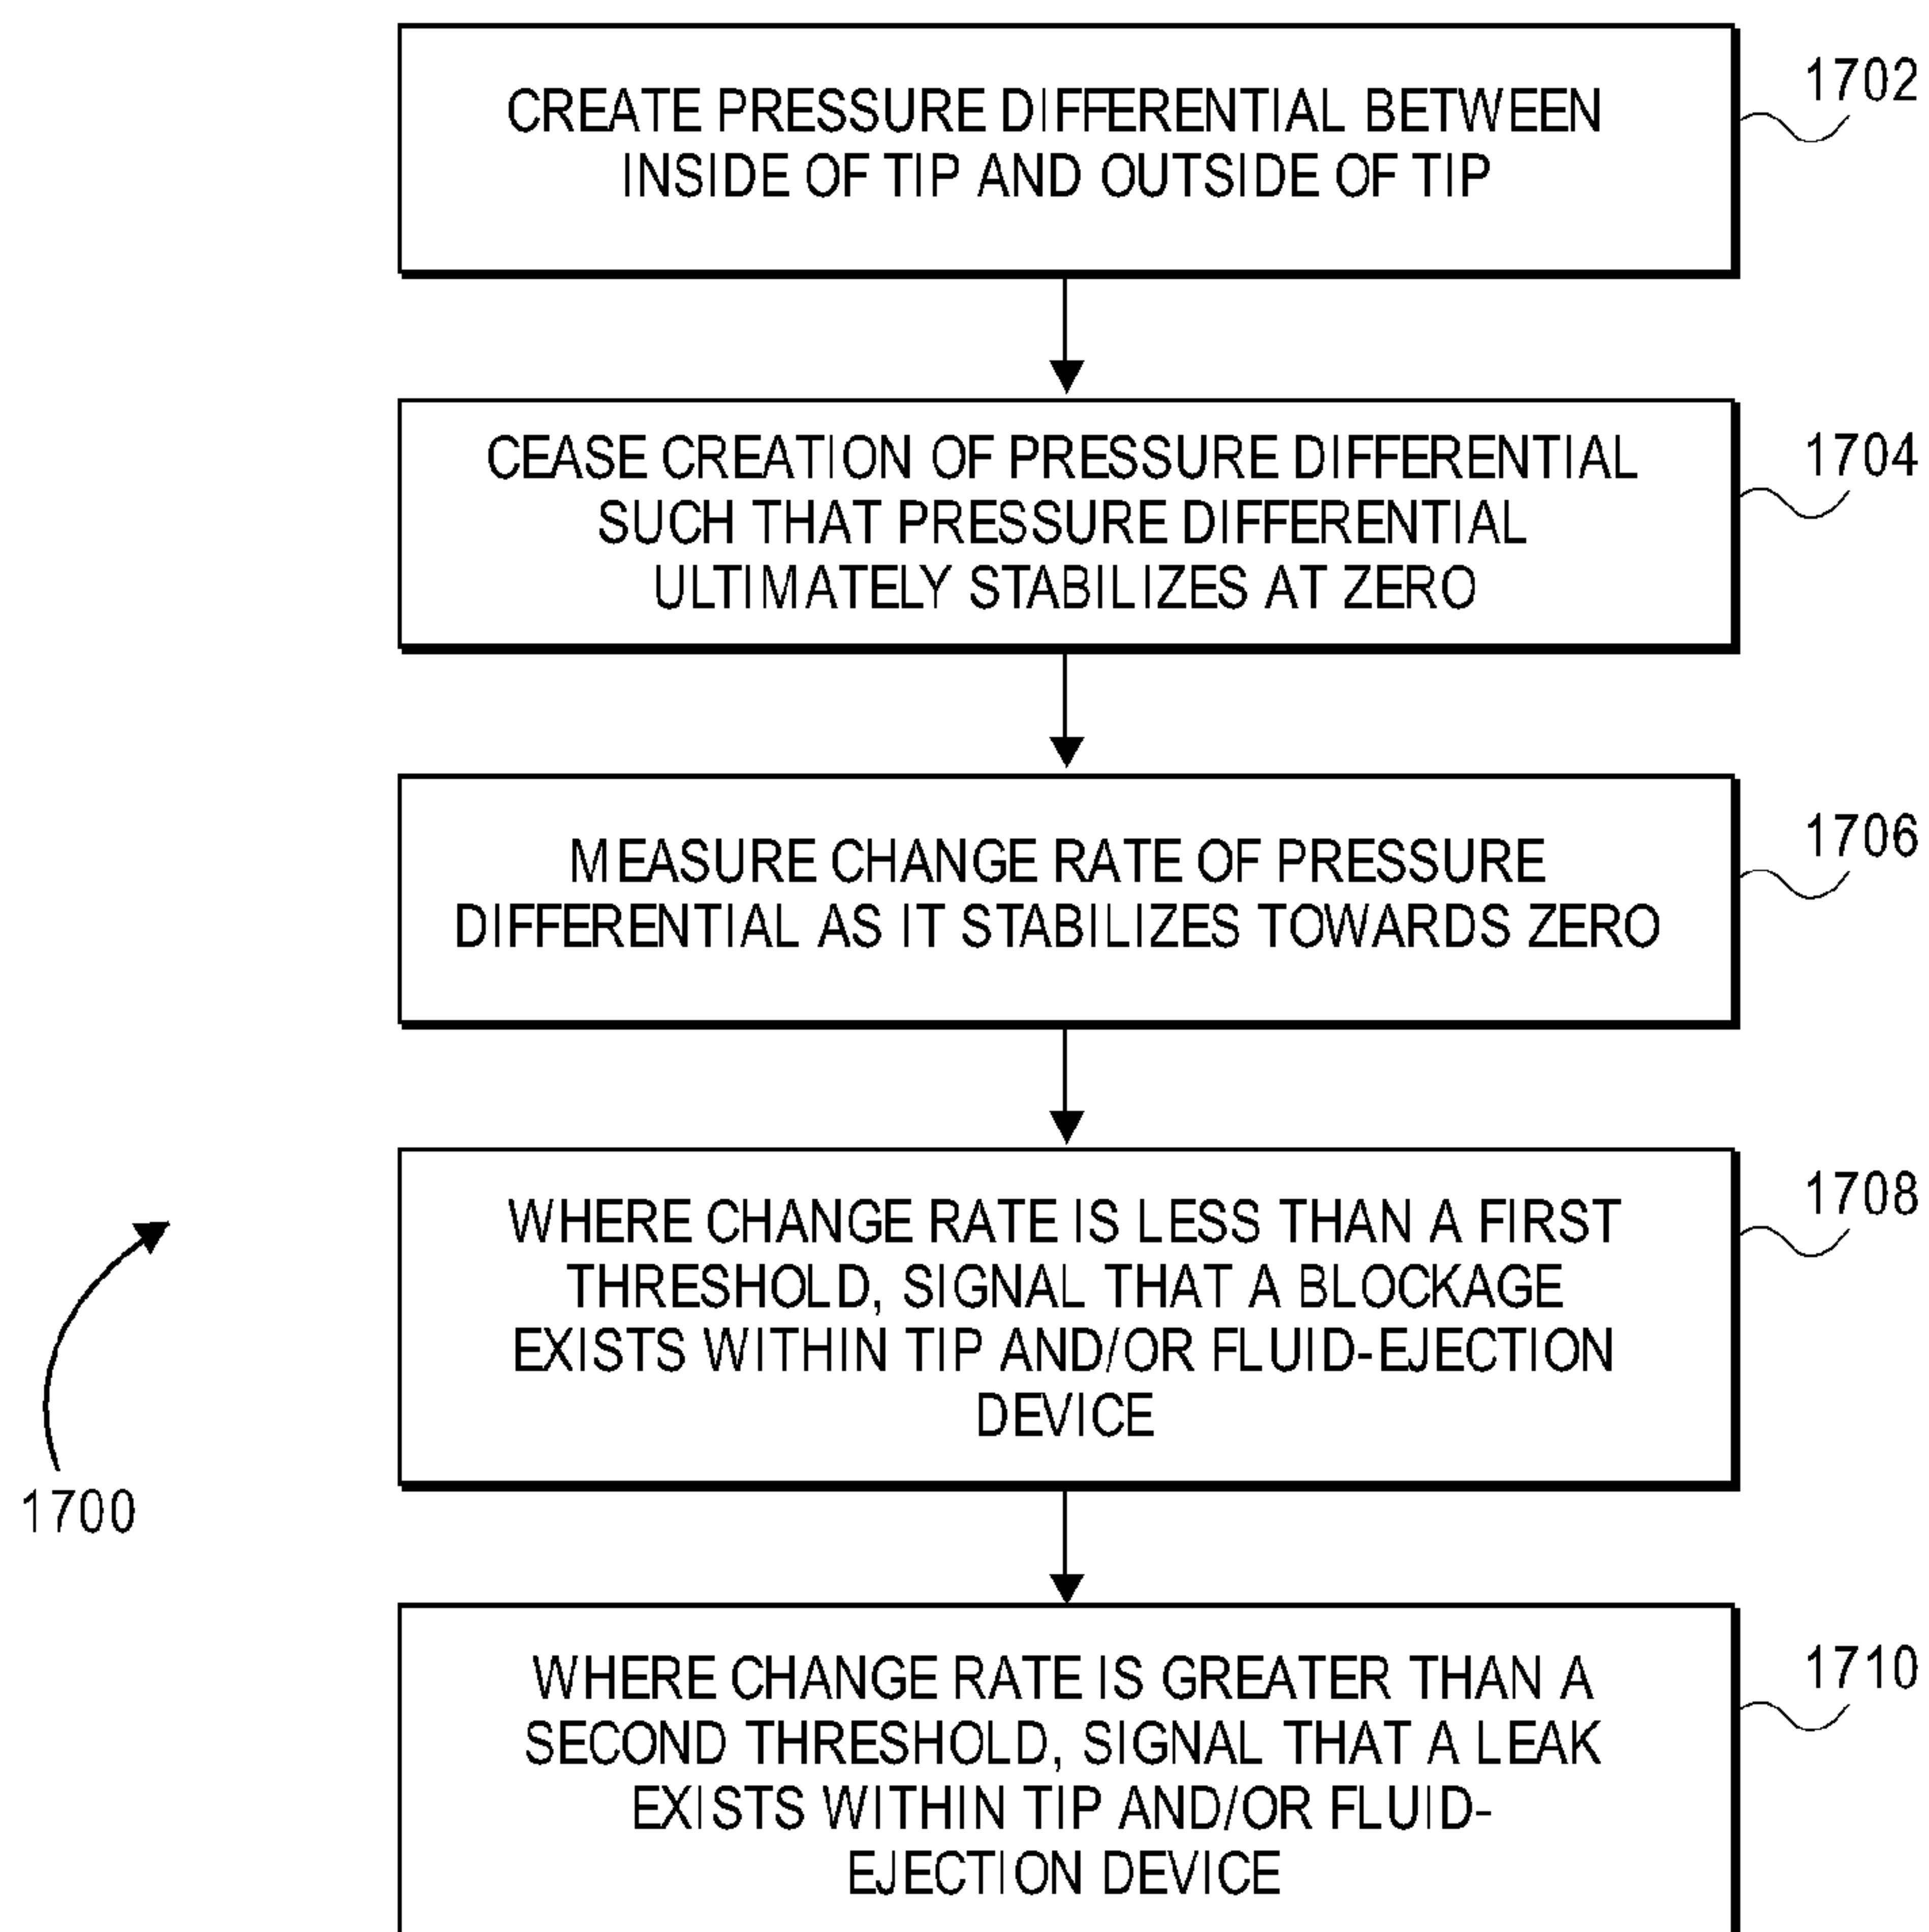 CREATE PRESSURE DIFFERENTIAL BETWEEN
INSIDE OF TIP AND OUTSIDE OF TIP
1702
CEASE CREATION OF PRESSURE DIFFERENTIAL
SUCH THAT PRESSURE DIFFERENTIAL
ULTIMATELY STABILIZES AT ZERO
1704
MEASURE CHANGE RATE OF PRESSURE
DIFFERENTIAL AS IT STABILIZES TOWARDS ZERO
1706
WHERE CHANGE RATE IS LESS THAN A FIRST
THRESHOLD, SIGNAL THAT A BLOCKAGE
EXISTS WITHIN TIP AND/OR FLUID-EJECTION
DEVICE
1708
1700
WHERE CHANGE RATE IS GREATER THAN A
SECOND THRESHOLD, SIGNAL THAT A LEAK
EXISTS WITHIN TIP AND/OR FLUID-
EJECTION DEVICE
1710